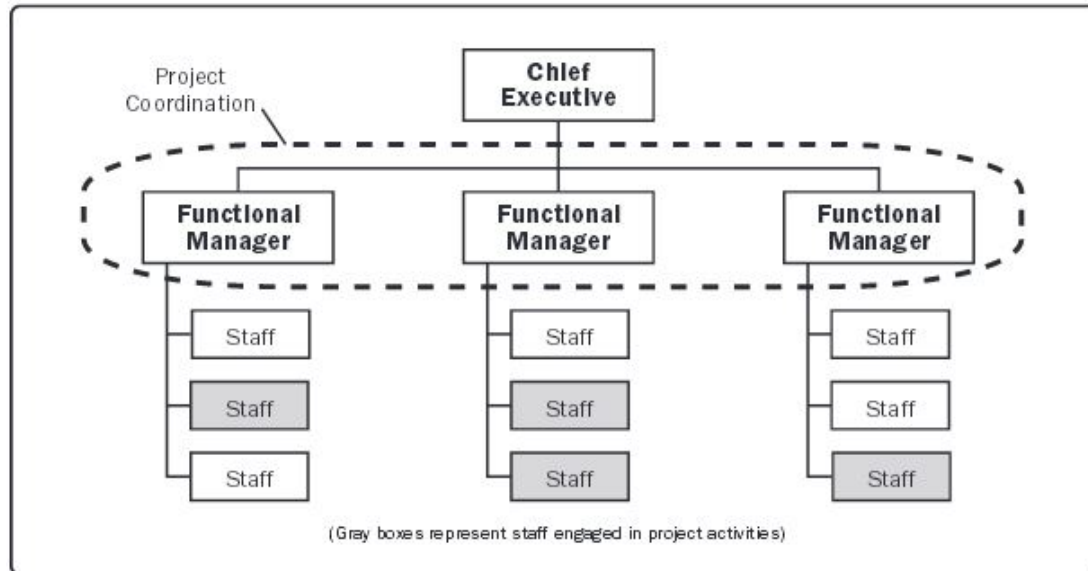 Project
Coordination
Chief
Executive
Functional
Manager
Functional
Manager
Functional
Manager
Staff
Staff
Staff
Staff
Staff
Staff
Staff
Staff
Staff
(Gray boxes represent staff engaged in project activities)